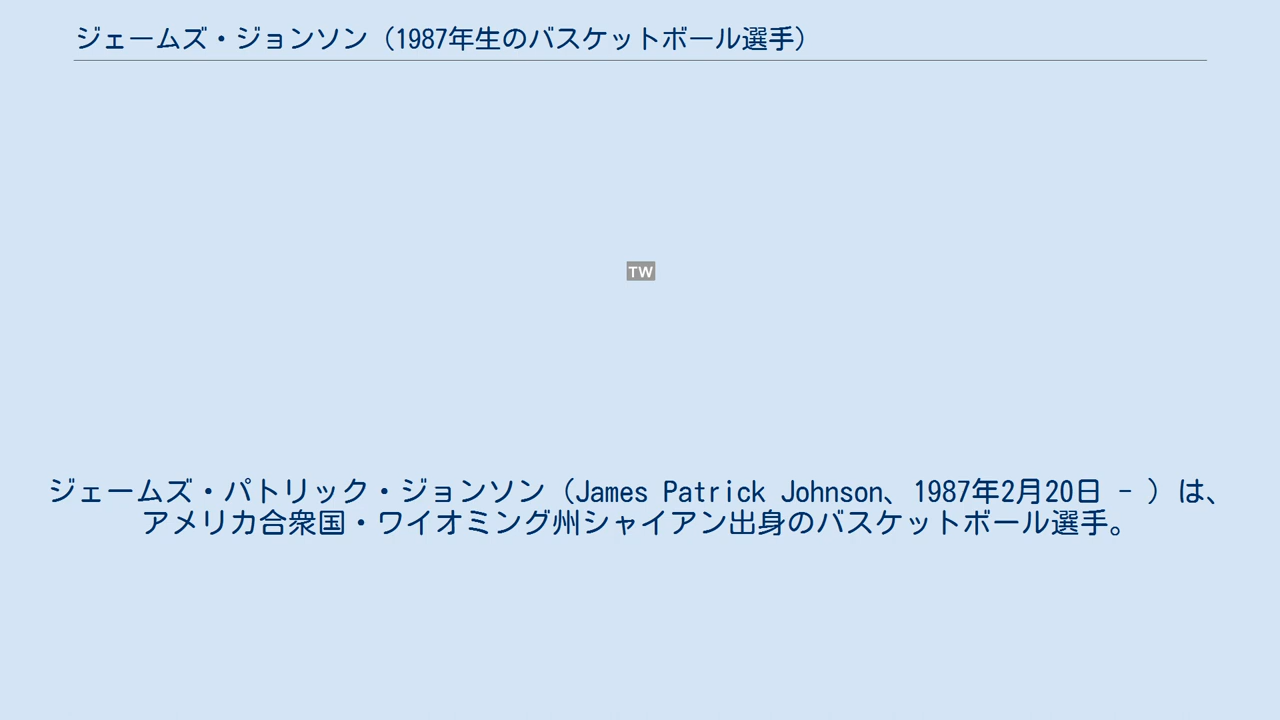 ジェームズ・ジョンソン（1987年生のバスケットボール選手）
TW
ジェームズ・パトリック・ジョンソン（James Patrick Johnson、1987年2月20日 - ）は、
アメリカ合衆国・ワイオミング州シャイアン出身のバスケットボール選手。